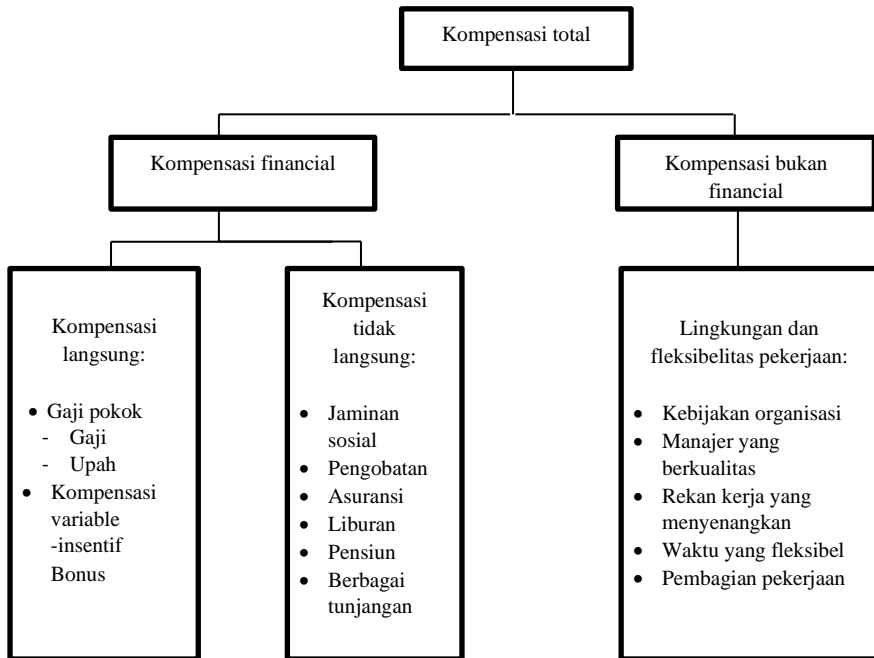 Kompensasi total
Kompensasi financial
Kompensasi bukan
financial
Kompensasi
langsung:
• Gaji pokok
- Gaji
- Upah
• Kompensasi
variable
-insentif
Bonus
Kompensasi
tidak
langsung:
• Jaminan
sosial
• Pengobatan
• Asuransi
• Liburan
• Pensiun
• Berbagai
tunjangan
Lingkungan dan
fleksibelitas pekerjaan:
• Kebijakan organisasi
• Manajer yang
berkualitas
• Rekan kerja yang
menyenangkan
• Waktu yang fleksibel
• Pembagian pekerjaan